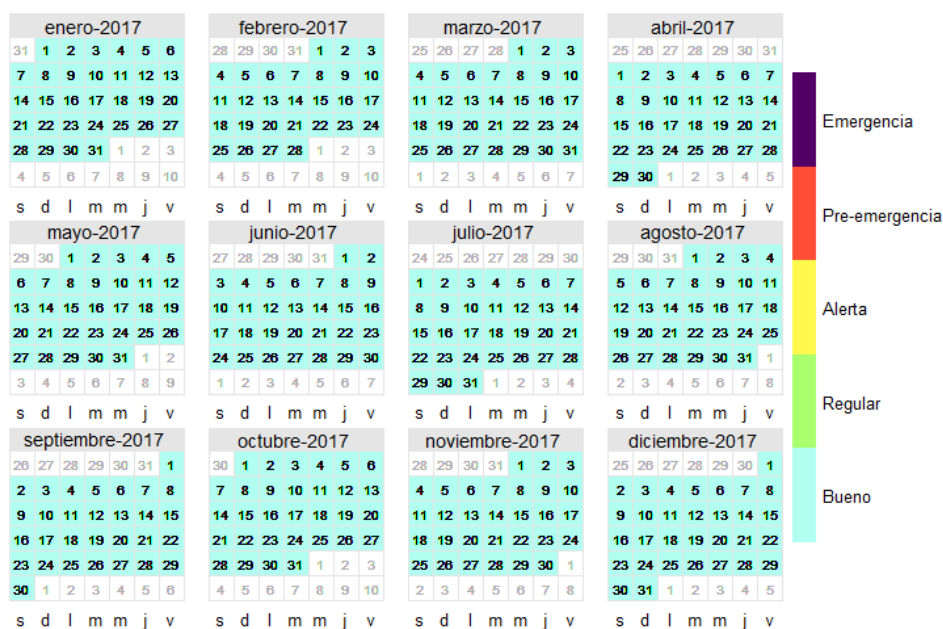 enero-2017
31 1 2 3 4 5 6
7 8 9 10 11 12 13
14 15 16 17 18 19 20
21 22 23 24 25 26 27
28 29 30 31 1 2 3
4 5 6 7 8 9 10
s d l m m j v
febrero-2017
28 29 30 31 1 2 3
4 5 6 7 8 9 10
11 12 13 14 15 16 17
18 19 20 21 22 23 24
25 26 27 28 1 2 3
4 5 6 7 8 9 10
s d l m m j v
marzo-2017
25 26 27 28 1 2 3
4 5 6 7 8 9 10
11 12 13 14 15 16 17
18 19 20 21 22 23 24
25 26 27 28 29 30 31
1 2 3 4 5 6 7
s d l m m j v
abril-2017
25 26 27 28 29 30 31
1 2 3 4 5 6 7
8 9 10 11 12 13 14
15 16 17 18 19 20 21
22 23 24 25 26 27 28
29 30 1 2 3 4 5
s d l m m j v
mayo-2017
29 30 1 2 3 4 5
6 7 8 9 10 11 12
13 14 15 16 17 18 19
20 21 22 23 24 25 26
27 28 29 30 31 1 2
3 4 5 6 7 8 9
s d l m m j v
junio-2017
27 28 29 30 31 1 2
3 4 5 6 7 8 9
10 11 12 13 14 15 16
17 18 19 20 21 22 23
24 25 26 27 28 29 30
1 2 3 4 5 6 7
s d l m m j v
julio-2017
24 25 26 27 28 29 30
1 2 3 4 5 6 7
8 9 10 11 12 13 14
15 16 17 18 19 20 21
22 23 24 25 26 27 28
29 30 31 1 2 3 4
s d l m m j v
agosto-2017
29 30 31 1 2 3 4
5 6 7 8 9 10 11
12 13 14 15 16 17 18
19 20 21 22 23 24 25
26 27 28 29 30 31 1
2 3 4 5 6 7 8
s d l m m j v
septiembre-2017
26 27 28 29 30 31 1
2 3 4 5 6 7 8
9 10 11 12 13 14 15
16 17 18 19 20 21 22
23 24 25 26 27 28 29
30 1 2 3 4 5 6
s d l m m j v
octubre-2017
30 1 2 3 4 5 6
7 8 9 10 11 12 13
14 15 16 17 18 19 20
21 22 23 24 25 26 27
28 29 30 31 1 2 3
4 5 6 7 8 9 10
s d l m m j v
noviembre-2017
28 29 30 31 1 2 3
4 5 6 7 8 9 10
11 12 13 14 15 16 17
18 19 20 21 22 23 24
25 26 27 28 29 30 1
2 3 4 5 6 7 8
s d l m m j v
diciembre-2017
25 26 27 28 29 30 1
2 3 4 5 6 7 8
9 10 11 12 13 14 15
16 17 18 19 20 21 22
23 24 25 26 27 28 29
30 31 1 2 3 4 5
s d l m m j v
Emergencia
Pre-emergencia
Alerta
Regular
Bueno